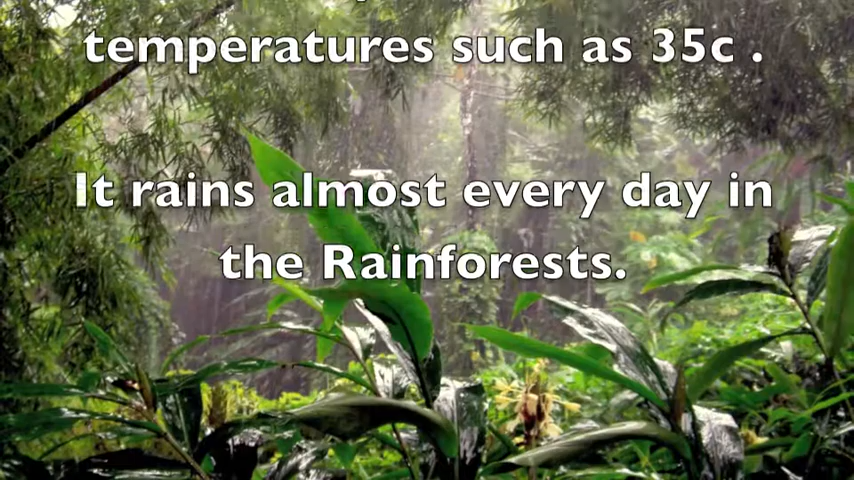 temperatures such as 35c .
It rains almost every day in
the Rainforests.